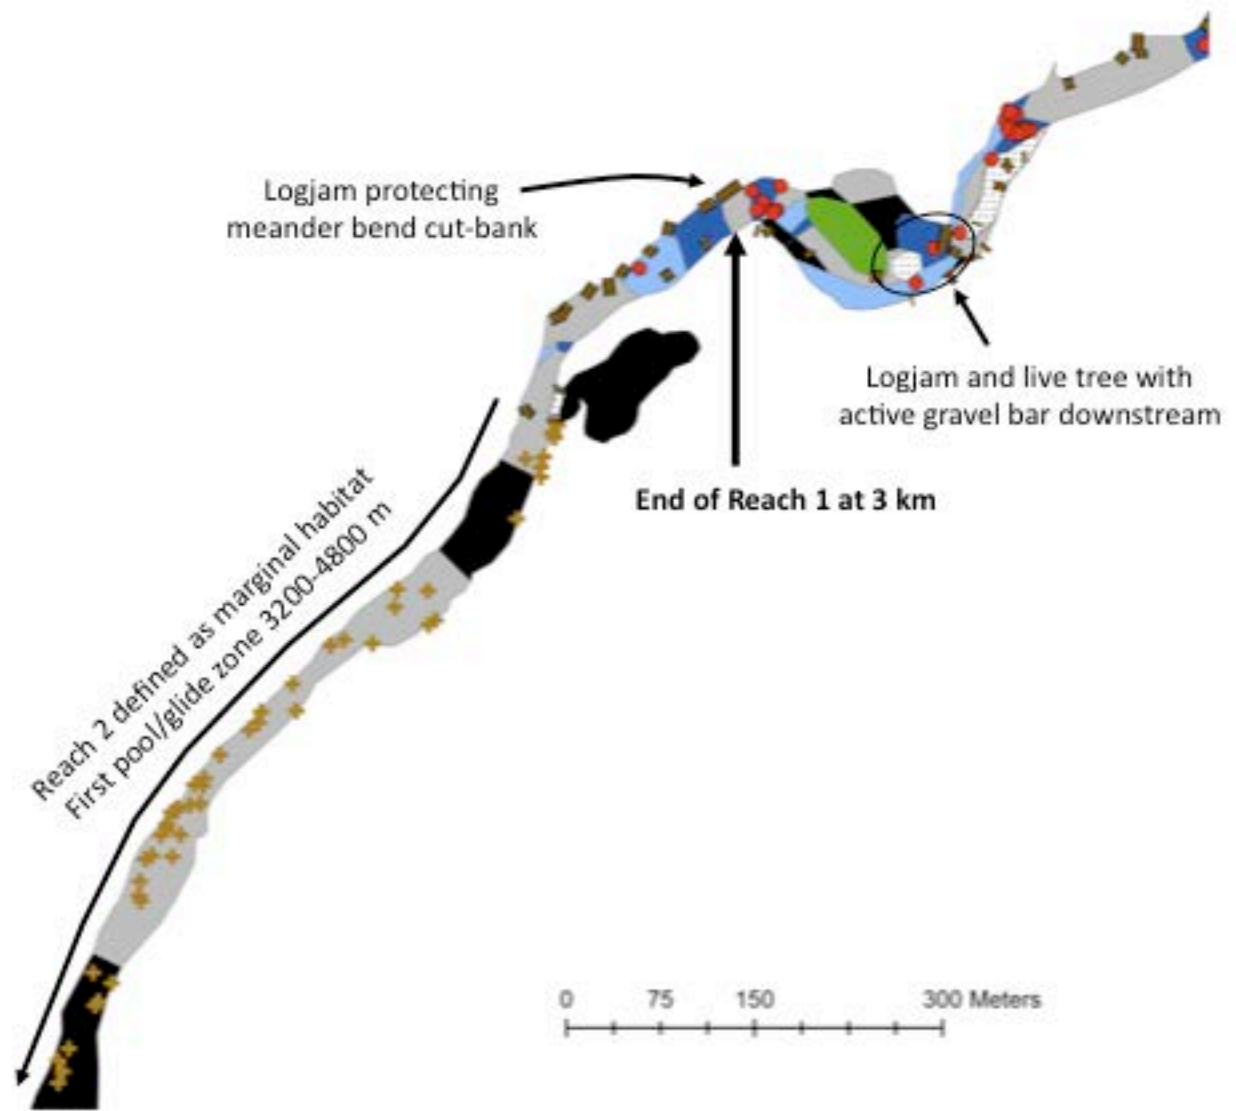 Logjam protecting
meander bend cut-bank
Logjam and live tree with
active gravel bar downstream
End of Reach 1 at 3 km
Reach 2 defined as marginal habitat
First pool/glide zone 3200-4800 m
0 75 150 300 Meters